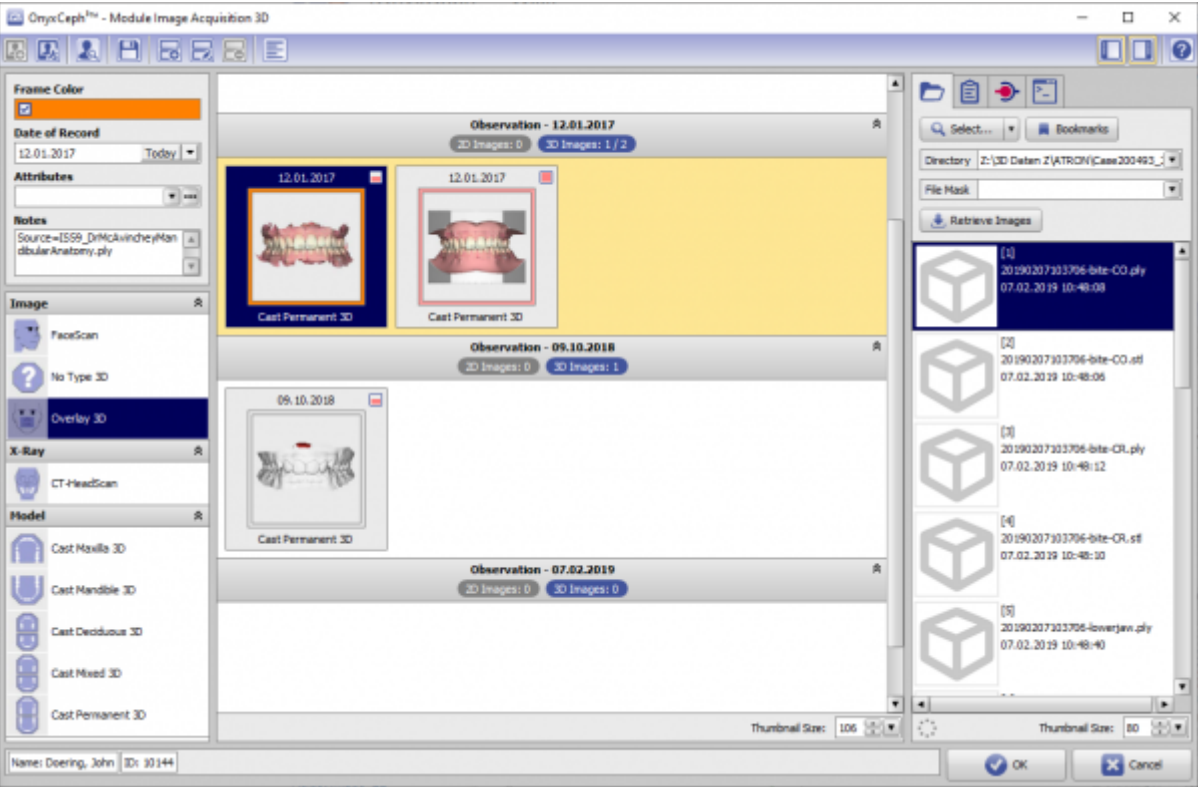 OnyxCeph³™ - Module Image Acquisition 3D
Frame Color
Date of Record
12.01.2017 Today
Attributes
Notes
Source=ISS9_DrMcAvincheyMan
dibularAnatomy.ply
Image
FaceScan
No Type 3D
Overlay 3D
X-Ray
CT-HeadScan
Model
Cast Maxilla 3D
Cast Mandible 3D
Cast Deciduous 3D
Cast Mixed 3D
Cast Permanent 3D
Observation - 12.01.2017
2D Images: 0 3D Images: 1 / 2
12.01.2017
Cast Permanent 3D
12.01.2017
Cast Permanent 3D
Observation - 09.10.2018
2D Images: 0 3D Images: 1
09.10.2018
Cast Permanent 3D
Observation - 07.02.2019
2D Images: 0 3D Images: 0
Thumbnail Size: 106
Select... Bookmarks
Directory Z:\3D Daten Z\ATRON\Case200493_
File Mask
Retrieve Images
[1]
20190207103706-bite-CO.ply
07.02.2019 10:48:08
[2]
20190207103706-bite-CO.stl
07.02.2019 10:48:06
[3]
20190207103706-bite-CR.ply
07.02.2019 10:48:12
[4]
20190207103706-bite-CR.stl
07.02.2019 10:48:10
[5]
20190207103706-lowerjaw.ply
07.02.2019 10:48:40
Thumbnail Size: 80
Name: Doering, John ID: 10144
OK
Cancel